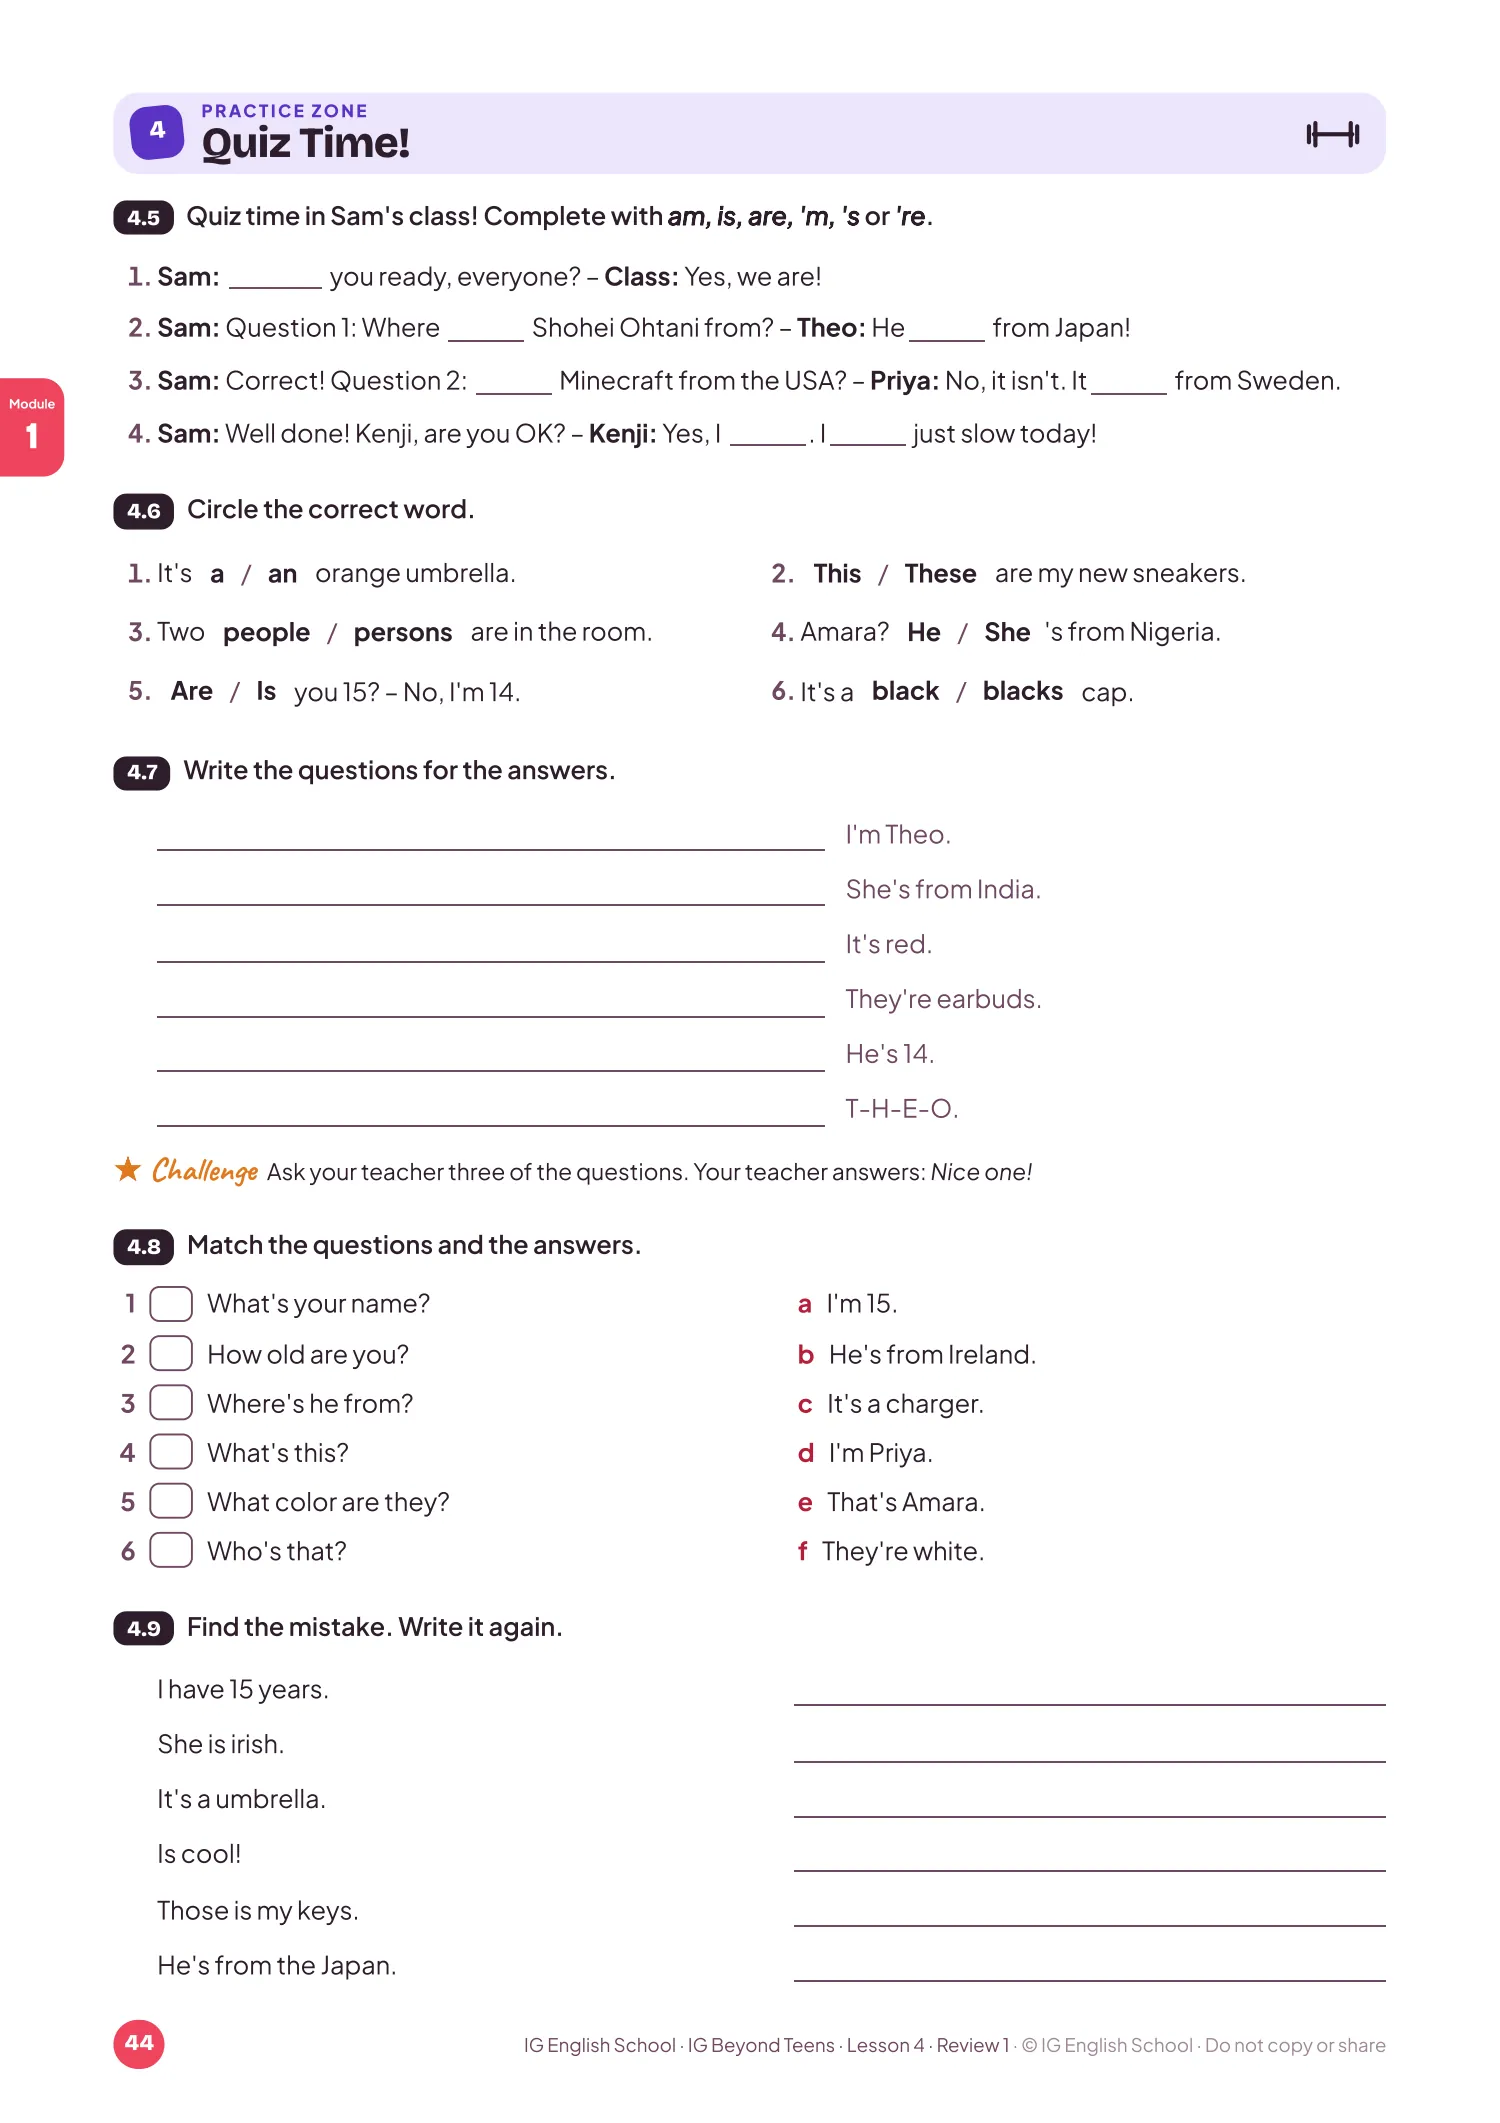 4
PRACTICE ZONE
Quiz Time!
4.5 Quiz time in Sam's class! Complete with am, is, are, 'm, 's or 're.
1. Sam: ______ you ready, everyone? – Class: Yes, we are!
2. Sam: Question 1: Where ______ Shohei Ohtani from? – Theo: He ______ from Japan!
3. Sam: Correct! Question 2: ______ Minecraft from the USA? – Priya: No, it isn't. It ______ from Sweden.
Module
1
4. Sam: Well done! Kenji, are you OK? – Kenji: Yes, I ______. I ______ just slow today!
4.6 Circle the correct word.
1. It's a / an orange umbrella.
2. This / These are my new sneakers.
3. Two people / persons are in the room.
4. Amara? He / She 's from Nigeria.
5. Are / Is you 15? – No, I'm 14.
6. It's a black / blacks cap.
4.7 Write the questions for the answers.
I'm Theo.
She's from India.
It's red.
They're earbuds.
He's 14.
T-H-E-O.
★ Challenge Ask your teacher three of the questions. Your teacher answers: Nice one!
4.8 Match the questions and the answers.
1 What's your name?
a I'm 15.
2 How old are you?
b He's from Ireland.
3 Where's he from?
c It's a charger.
4 What's this?
d I'm Priya.
5 What color are they?
e That's Amara.
6 Who's that?
f They're white.
4.9 Find the mistake. Write it again.
I have 15 years.
She is irish.
It's a umbrella.
Is cool!
Those is my keys.
He's from the Japan.
44
IG English School · IG Beyond Teens · Lesson 4 · Review 1 · © IG English School · Do not copy or share